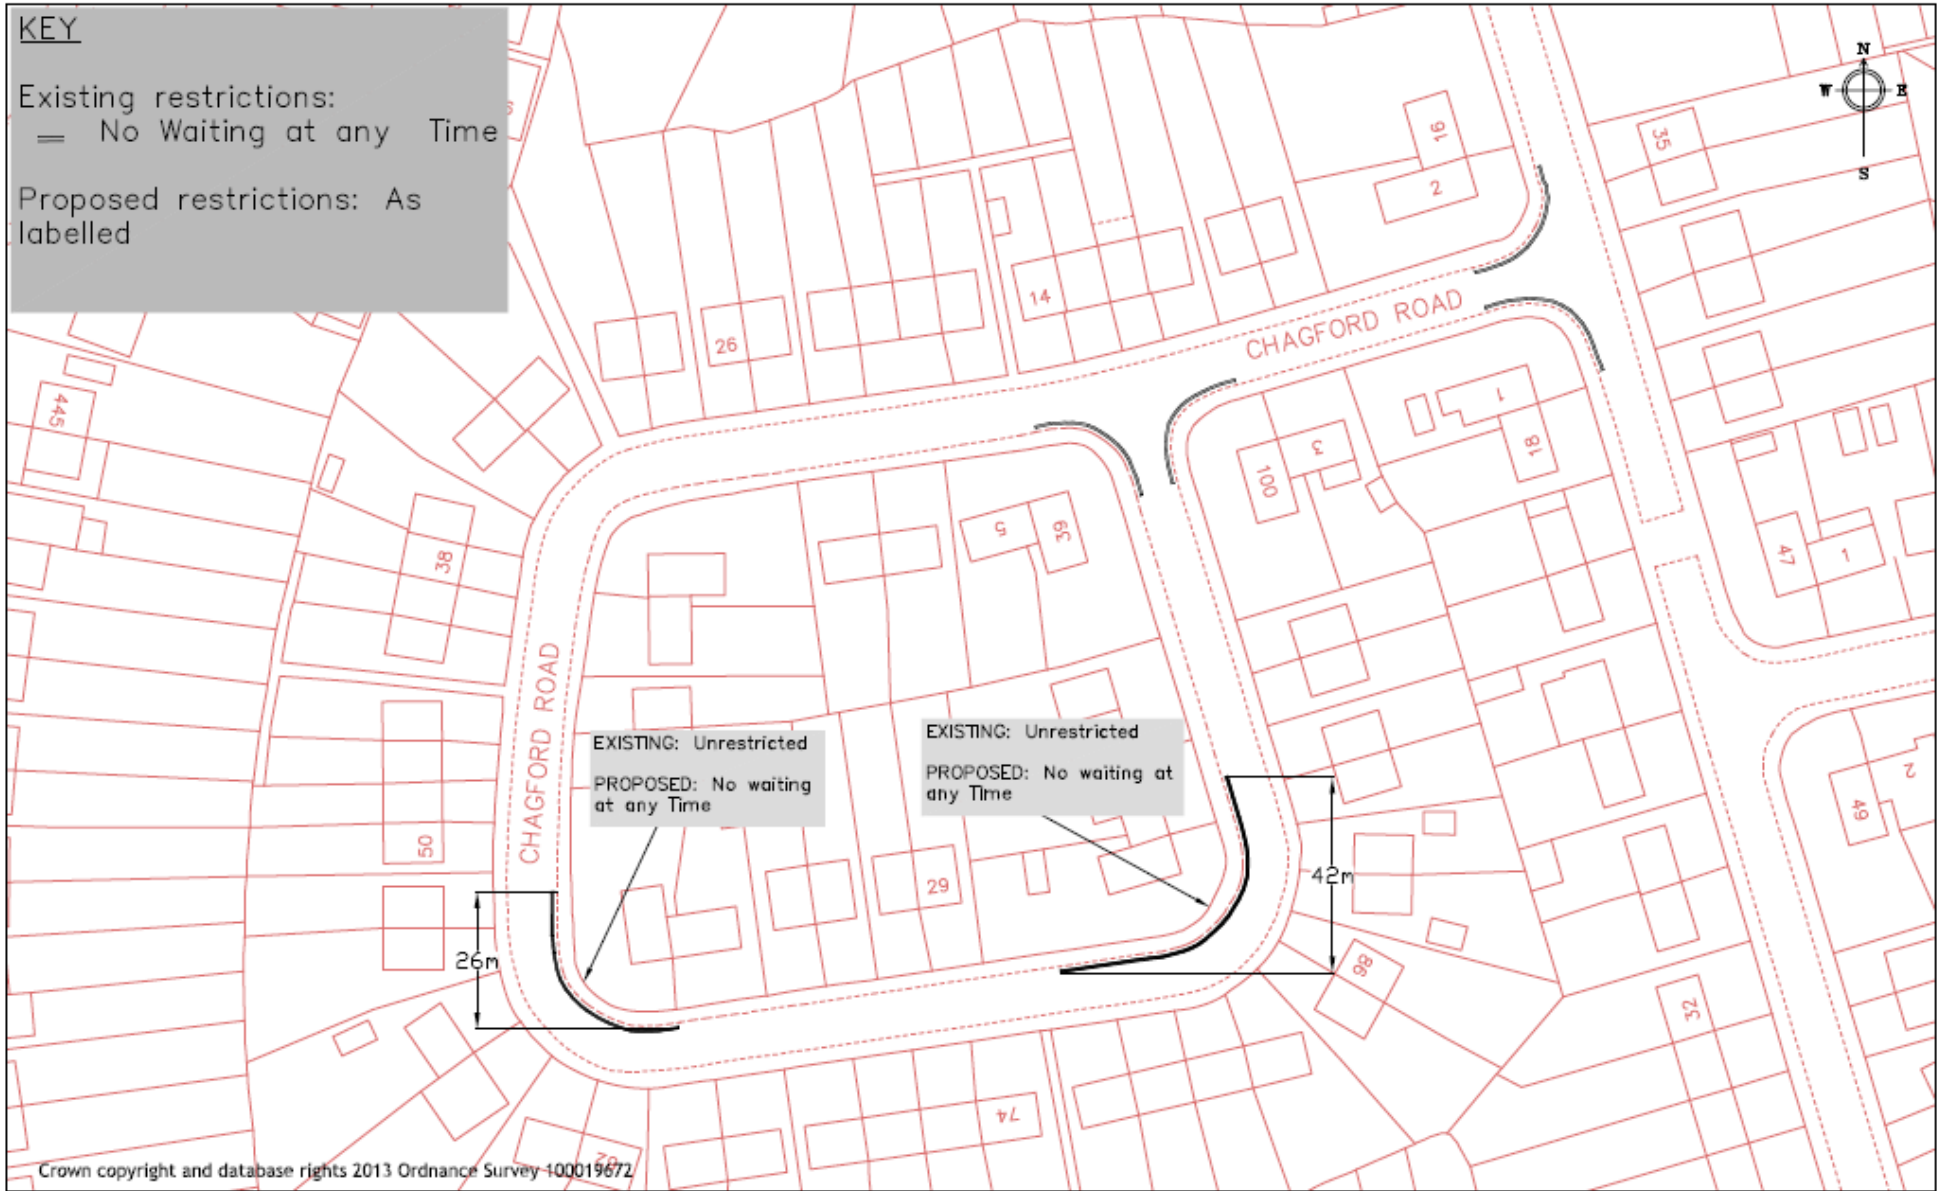 KEY
Existing restrictions:
No Waiting at any Time
Proposed restrictions: As
labelled
N
W E
S
16
2
35
14
CHAGFORD ROAD
26
445
1
3
18
100
5
39
38
47
1
CHAGFORD ROAD
EXISTING: Unrestricted
PROPOSED: No waiting
at any Time
EXISTING: Unrestricted
PROPOSED: No waiting at
any Time
2
49
50
29
42m
26m
86
32
74
62
Crown copyright and database rights 2013 Ordnance Survey 100019672